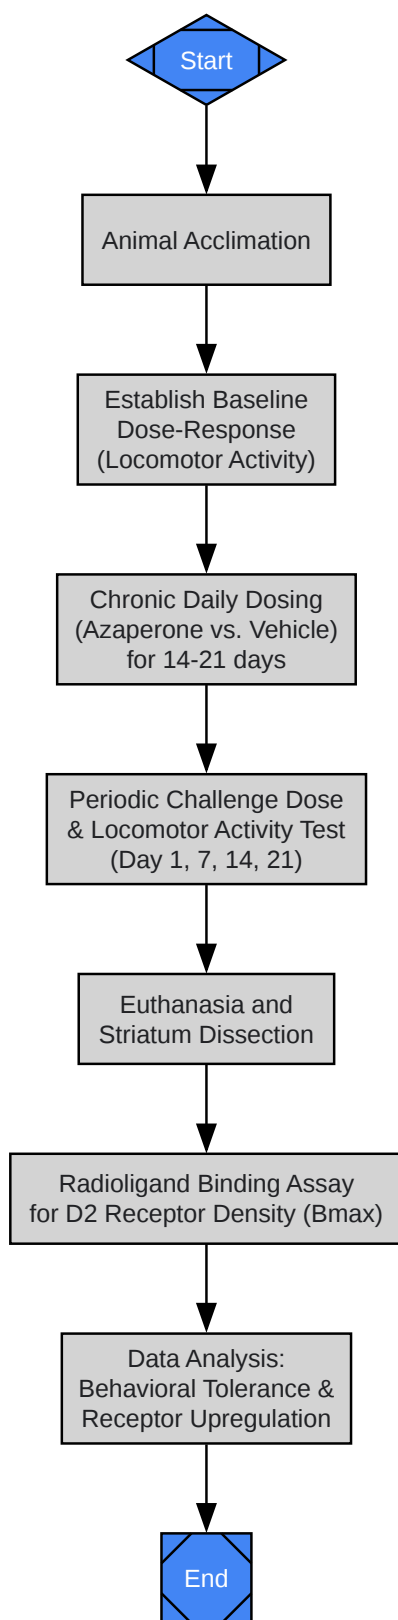 Start
Animal Acclimation
Establish Baseline
Dose-Response
(Locomotor Activity)
Chronic Daily Dosing
(Azaperone vs. Vehicle)
for 14-21 days
Periodic Challenge Dose
& Locomotor Activity Test
(Day 1, 7, 14, 21)
Euthanasia and
Striatum Dissection
Radioligand Binding Assay
for D2 Receptor Density (Bmax)
Data Analysis:
Behavioral Tolerance &
Receptor Upregulation
End